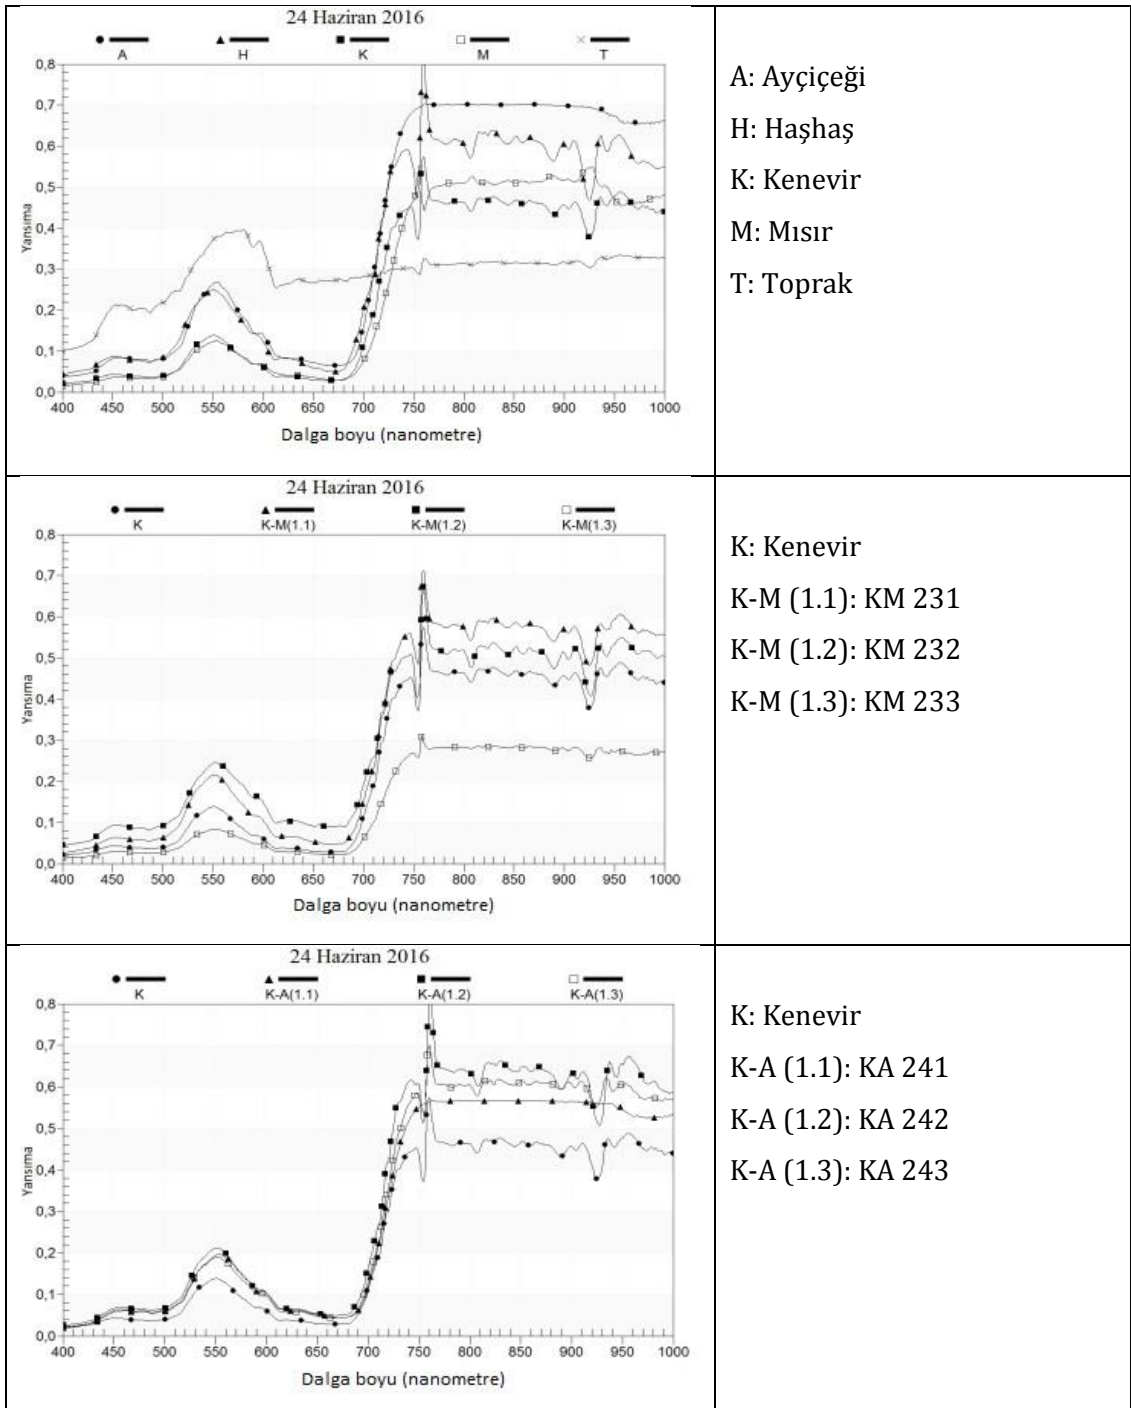 24 Haziran 2016
A H K M T
0,8
0,7
0,6
0,5
0,4
0,3
0,2
0,1
0,0
Yansıma
400 450 500 550 600 650 700 750 800 850 900 950 1000
Dalga boyu (nanometre)
A: Ayçiçeği
H: Haşhaş
K: Kenevir
M: Mısır
T: Toprak
24 Haziran 2016
K K-M(1.1) K-M(1.2) K-M(1.3)
0,8
0,7
0,6
0,5
0,4
0,3
0,2
0,1
0,0
Yansıma
400 450 500 550 600 650 700 750 800 850 900 950 1000
Dalga boyu (nanometre)
K: Kenevir
K-M (1.1): KM 231
K-M (1.2): KM 232
K-M (1.3): KM 233
24 Haziran 2016
K K-A(1.1) K-A(1.2) K-A(1.3)
0,8
0,7
0,6
0,5
0,4
0,3
0,2
0,1
0,0
Yansıma
400 450 500 550 600 650 700 750 800 850 900 950 1000
Dalga boyu (nanometre)
K: Kenevir
K-A (1.1): KA 241
K-A (1.2): KA 242
K-A (1.3): KA 243